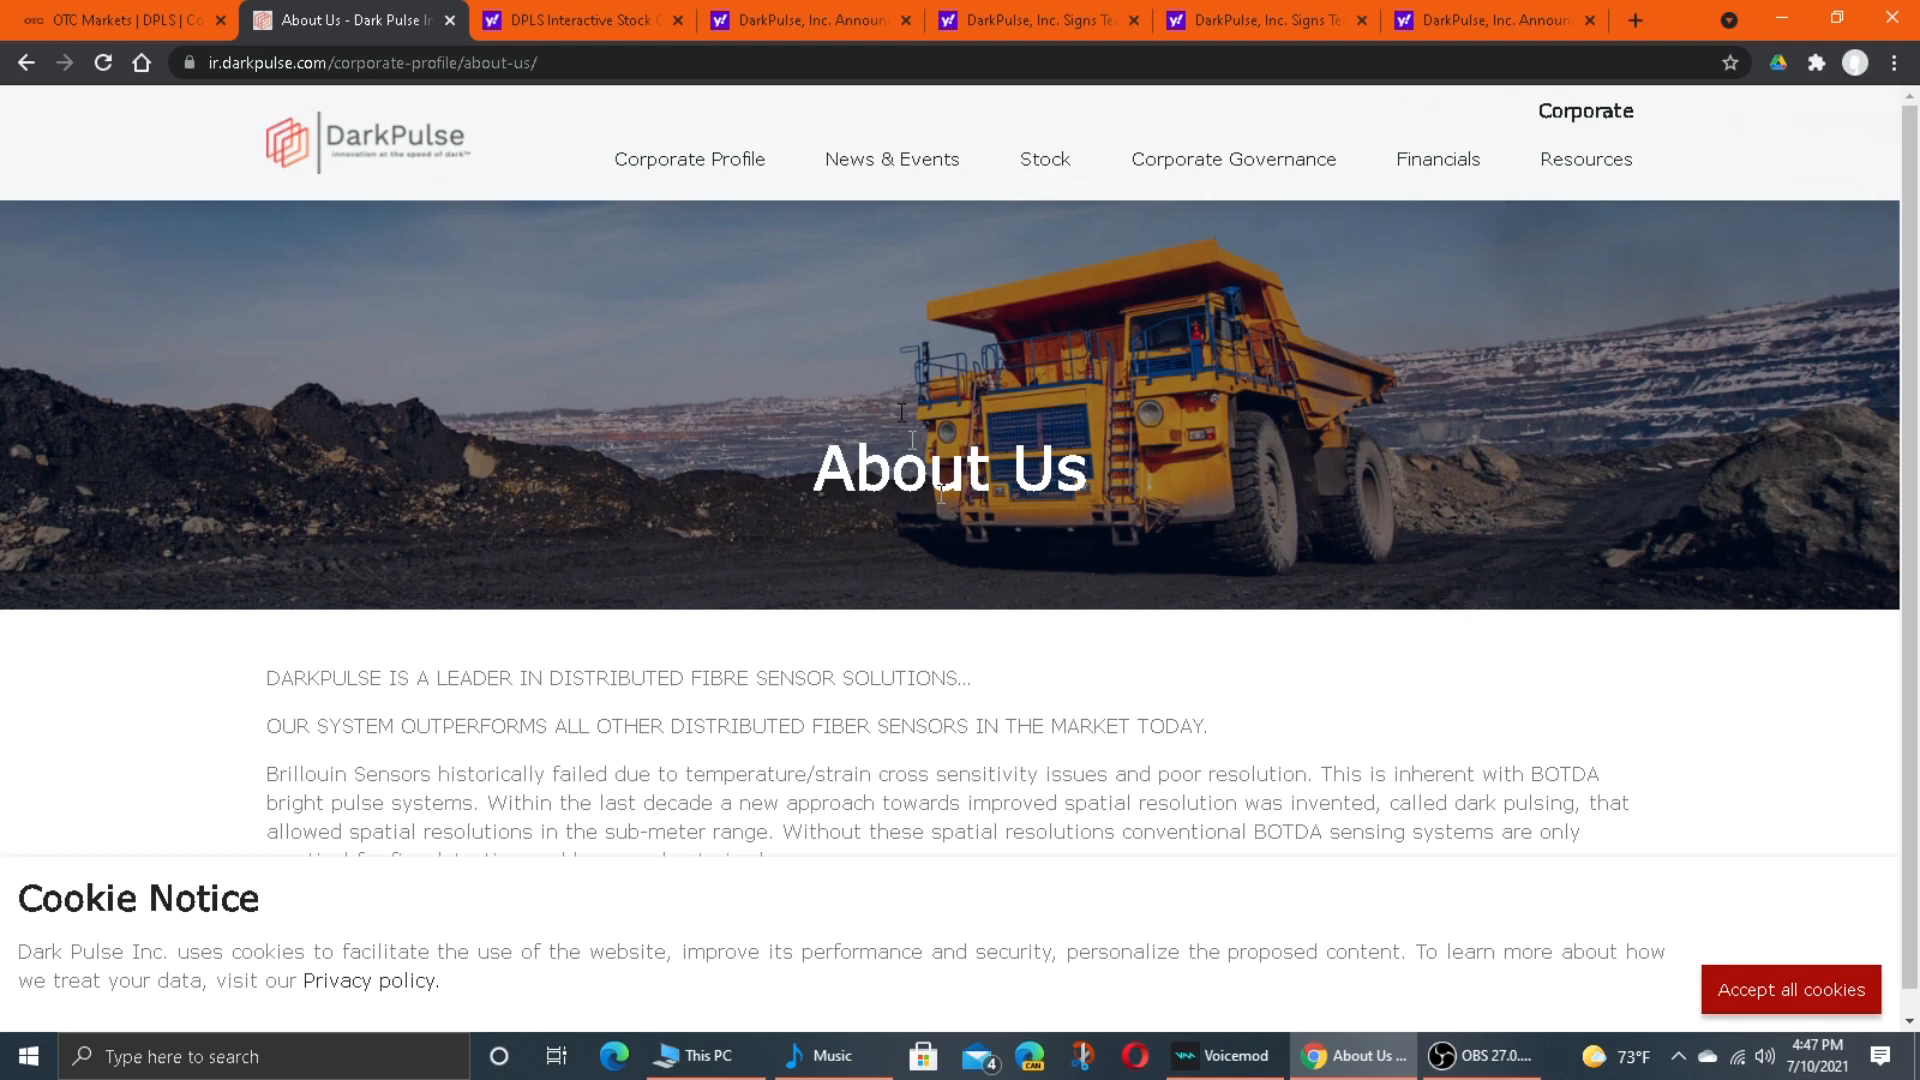 OTC Markets | DPLS | Co
About Us - Dark Pulse In
DPLS Interactive Stock C
DarkPulse, Inc. Announ
DarkPulse, Inc. Signs Te
DarkPulse, Inc. Signs Te
DarkPulse, Inc. Announ
ir.darkpulse.com/corporate-profile/about-us/
Corporate
DarkPulse
innovation at the speed of dark™
Corporate Profile
News & Events
Stock
Corporate Governance
Financials
Resources
About Us
DARKPULSE IS A LEADER IN DISTRIBUTED FIBRE SENSOR SOLUTIONS...
OUR SYSTEM OUTPERFORMS ALL OTHER DISTRIBUTED FIBER SENSORS IN THE MARKET TODAY.
Brillouin Sensors historically failed due to temperature/strain cross sensitivity issues and poor resolution. This is inherent with BOTDA
bright pulse systems. Within the last decade a new approach towards improved spatial resolution was invented, called dark pulsing, that
allowed spatial resolutions in the sub-meter range. Without these spatial resolutions conventional BOTDA sensing systems are only
Cookie Notice
Dark Pulse Inc. uses cookies to facilitate the use of the website, improve its performance and security, personalize the proposed content. To learn more about how
we treat your data, visit our Privacy policy.
Accept all cookies
Type here to search
This PC
Music
4
CAN
Voicemod
About Us ...
OBS 27.0....
73°F
4:47 PM
7/10/2021